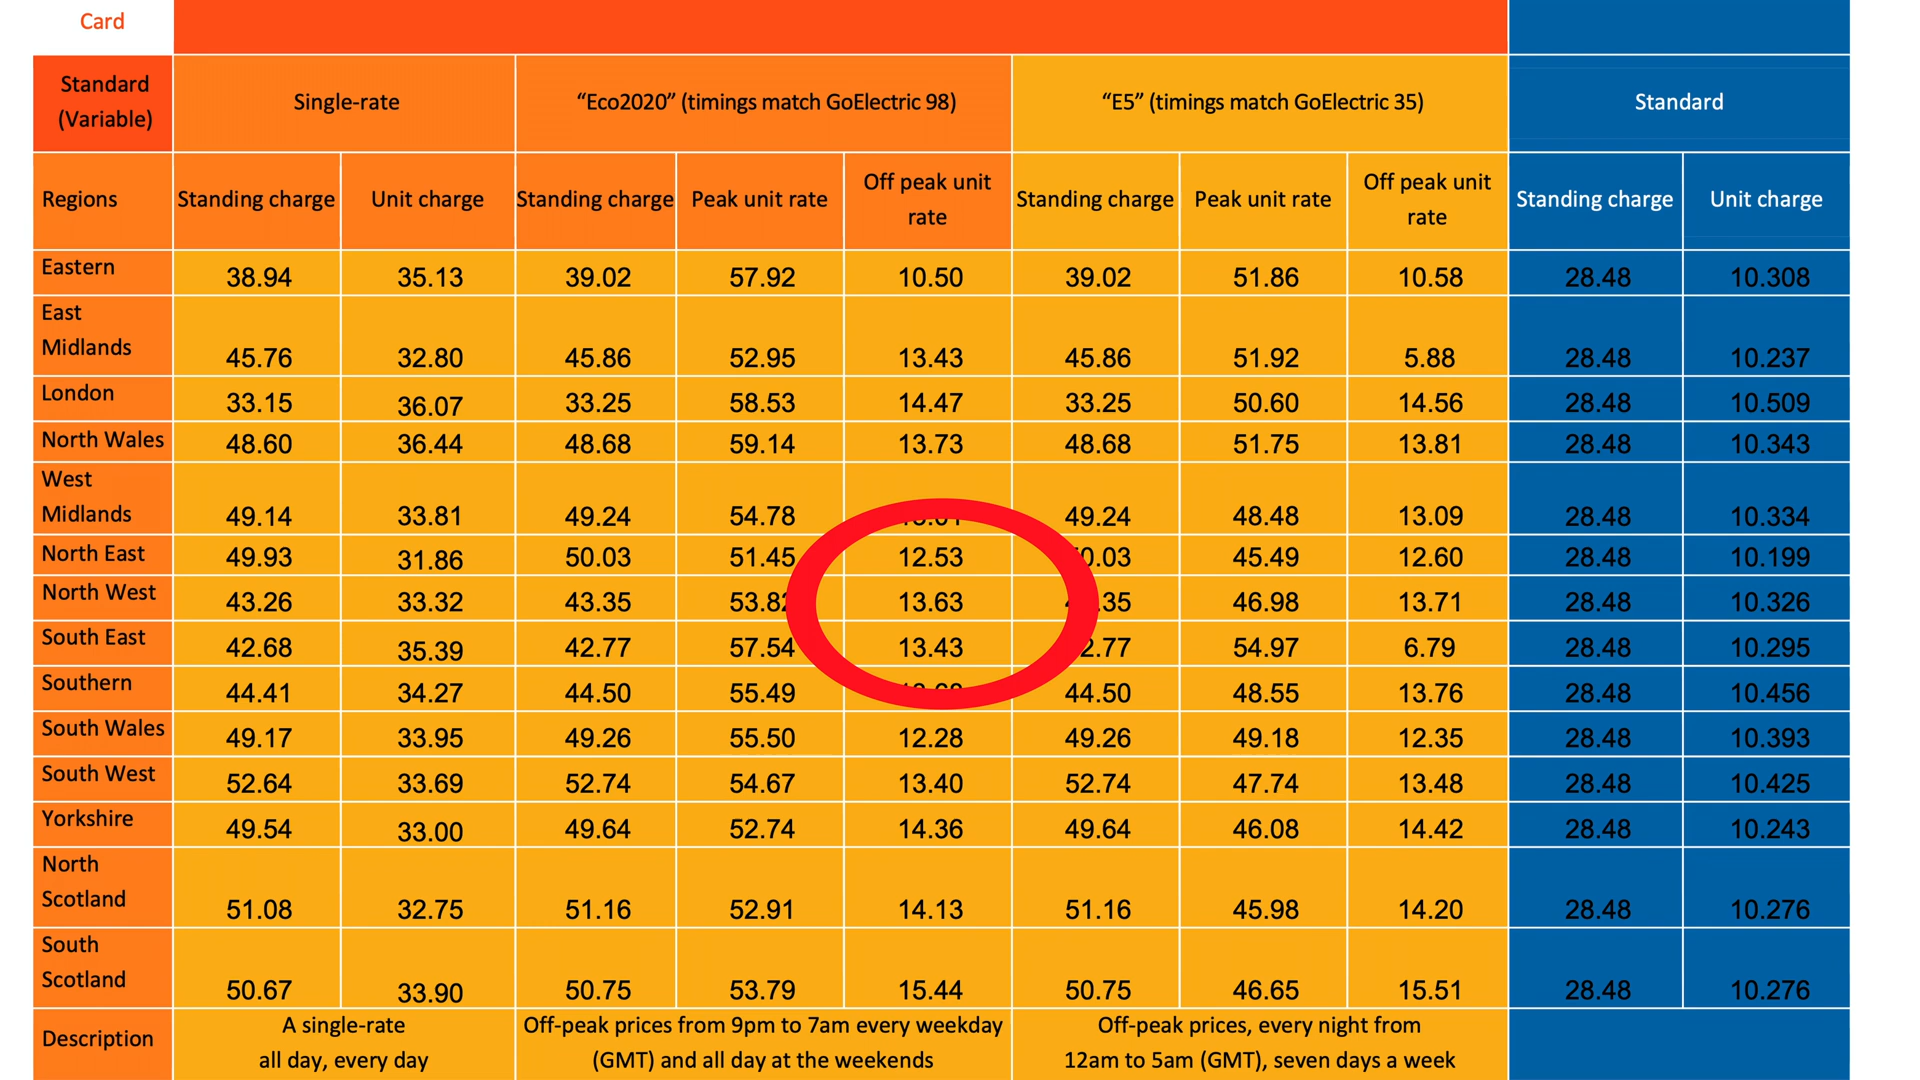 Card
Standard
(Variable)
Single-rate
“Eco2020” (timings match GoElectric 98)
“E5” (timings match GoElectric 35)
Standard
Regions
Standing charge
Unit charge
Standing charge
Peak unit rate
Off peak unit
rate
Standing charge
Peak unit rate
Off peak unit
rate
Standing charge
Unit charge
Eastern 38.94 35.13 39.02 57.92 10.50 39.02 51.86 10.58 28.48 10.308
East
Midlands 45.76 32.80 45.86 52.95 13.43 45.86 51.92 5.88 28.48 10.237
London 33.15 36.07 33.25 58.53 14.47 33.25 50.60 14.56 28.48 10.509
North Wales 48.60 36.44 48.68 59.14 13.73 48.68 51.75 13.81 28.48 10.343
West
Midlands 49.14 33.81 49.24 54.78 49.24 48.48 13.09 28.48 10.334
North East 49.93 31.86 50.03 51.45 12.53 45.49 12.60 28.48 10.199
North West 43.26 33.32 43.35 53.82 13.63 46.98 13.71 28.48 10.326
South East 42.68 35.39 42.77 57.54 13.43 54.97 6.79 28.48 10.295
Southern 44.41 34.27 44.50 55.49 44.50 48.55 13.76 28.48 10.456
South Wales 49.17 33.95 49.26 55.50 12.28 49.26 49.18 12.35 28.48 10.393
South West 52.64 33.69 52.74 54.67 13.40 52.74 47.74 13.48 28.48 10.425
Yorkshire 49.54 33.00 49.64 52.74 14.36 49.64 46.08 14.42 28.48 10.243
North
Scotland 51.08 32.75 51.16 52.91 14.13 51.16 45.98 14.20 28.48 10.276
South
Scotland 50.67 33.90 50.75 53.79 15.44 50.75 46.65 15.51 28.48 10.276
Description
A single-rate
all day, every day
Off-peak prices from 9pm to 7am every weekday
(GMT) and all day at the weekends
Off-peak prices, every night from
12am to 5am (GMT), seven days a week